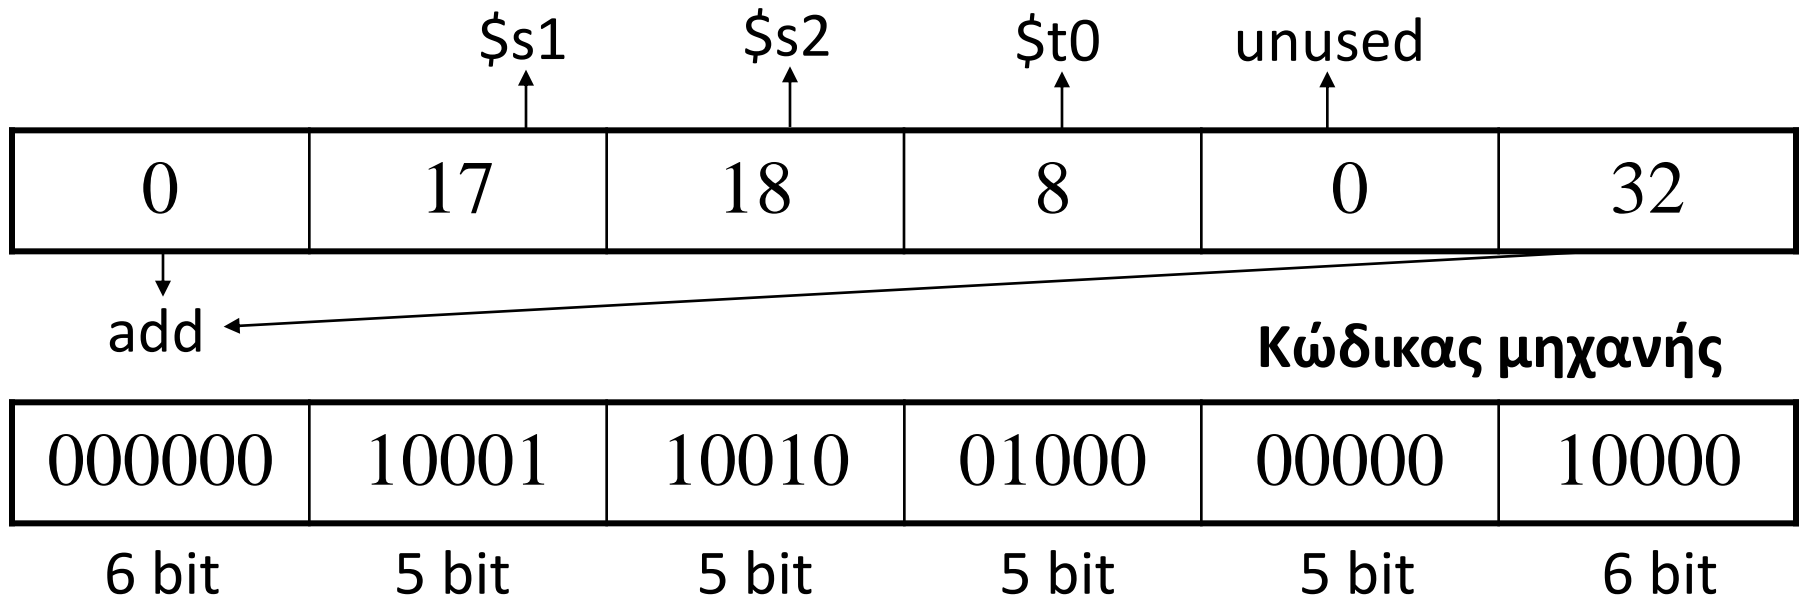 $s1 $s2 $t0 unused
0 17 18 8 0 32
add
Κώδικας μηχανής
000000 10001 10010 01000 00000 10000
6 bit 5 bit 5 bit 5 bit 5 bit 6 bit